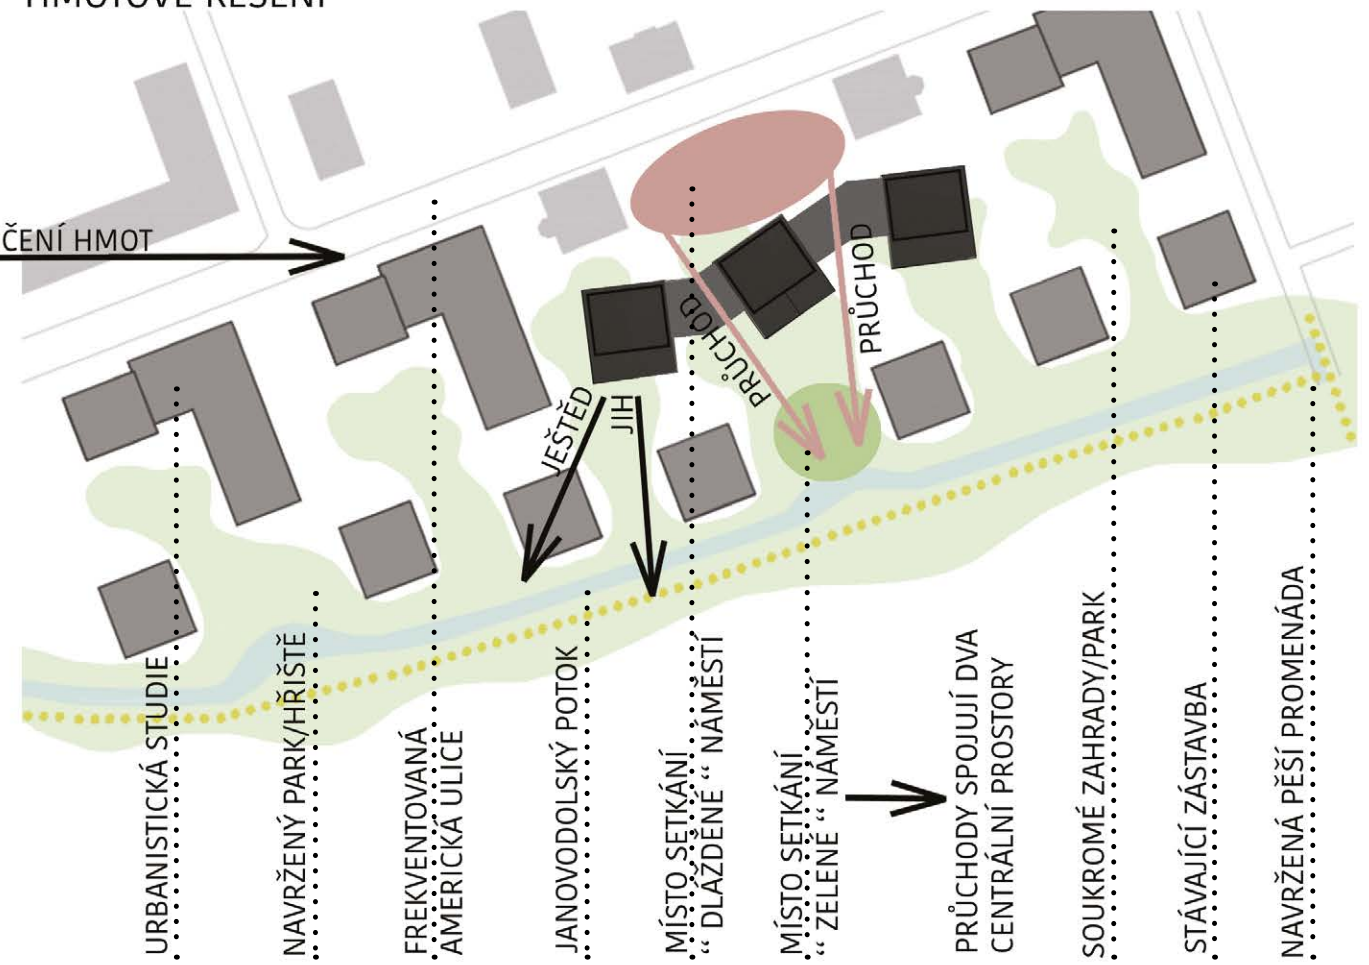 HMOTOVÉ ŘEŠENÍ
ČENÍ HMOT
PRŮCHOD
PRŮCHOD
JEŠTĚD
JIH
URBANISTICKÁ STUDIE
NAVRŽENÝ PARK/HŘIŠTĚ
FREKVENTOVANÁ
AMERICKÁ ULICE
JANOVODOLSKÝ POTOK
MÍSTO SETKÁNÍ
“ DLÁŽDĚNÉ “ NÁMĚSTÍ
MÍSTO SETKÁNÍ
“ ZELENÉ “ NÁMĚSTÍ
PRŮCHODY SPOJUJÍ DVA
CENTRÁLNÍ PROSTORY
SOUKROMÉ ZAHRADY/PARK
STÁVAJÍCÍ ZÁSTAVBA
NAVRŽENÁ PĚŠÍ PROMENÁDA